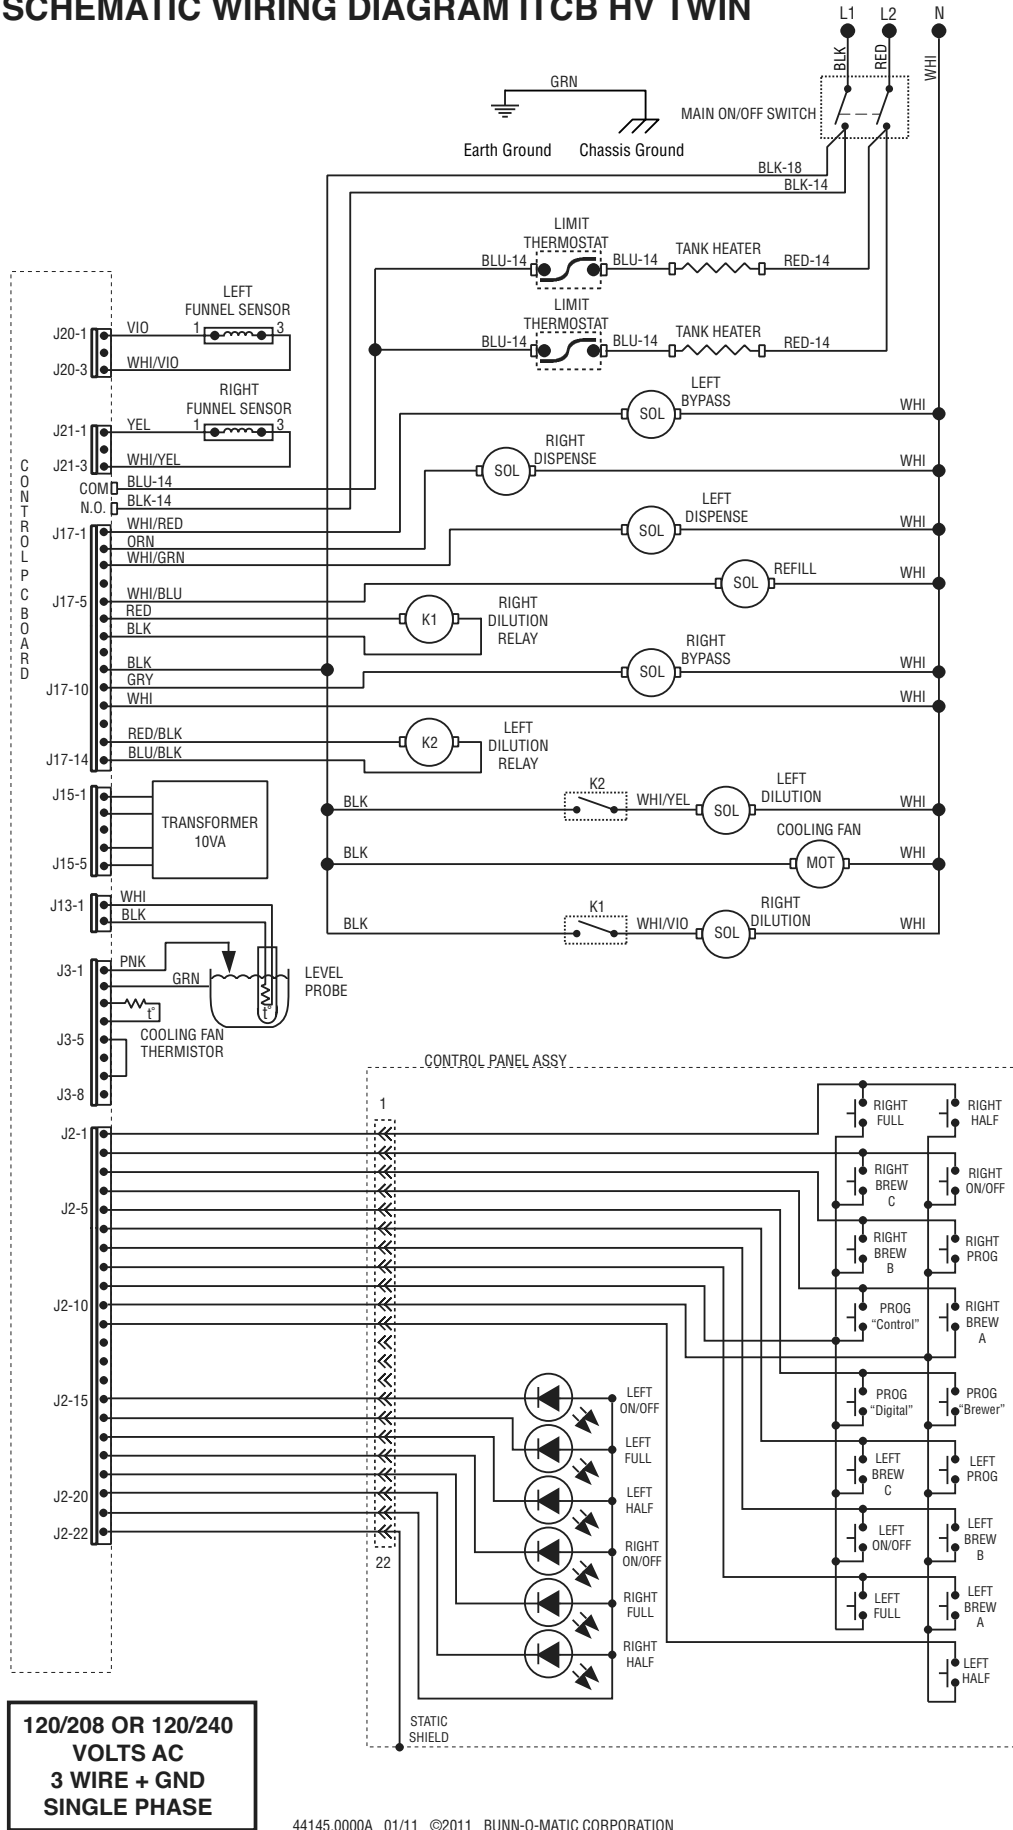 SCHEMATIC WIRING DIAGRAM ITCB HV TWIN
L1 L2 N
BLK
RED
WHI
GRN
MAIN ON/OFF SWITCH
Earth Ground
Chassis Ground
BLK-18
BLK-14
LIMIT
THERMOSTAT
BLU-14
BLU-14
TANK HEATER
RED-14
LIMIT
THERMOSTAT
BLU-14
BLU-14
TANK HEATER
RED-14
CONTROL PC BOARD
LEFT
FUNNEL SENSOR
J20-1
VIO
1
3
J20-3
WHI/VIO
RIGHT
FUNNEL SENSOR
J21-1
YEL
1
3
J21-3
WHI/YEL
COM
BLU-14
N.O.
BLK-14
LEFT
BYPASS
SOL
WHI
RIGHT
DISPENSE
SOL
WHI
LEFT
DISPENSE
SOL
WHI
REFILL
SOL
WHI
J17-1
WHI/RED
ORN
WHI/GRN
J17-5
WHI/BLU
RED
BLK
K1
RIGHT
DILUTION
RELAY
BLK
J17-10
GRY
WHI
RIGHT
BYPASS
SOL
WHI
WHI
RED/BLK
J17-14
BLU/BLK
K2
LEFT
DILUTION
RELAY
J15-1
J15-5
TRANSFORMER
10VA
BLK
K2
WHI/YEL
SOL
LEFT
DILUTION
WHI
BLK
COOLING FAN
MOT
WHI
BLK
K1
WHI/VIO
SOL
RIGHT
DILUTION
WHI
J13-1
WHI
BLK
J3-1
PNK
GRN
t°
t°
LEVEL
PROBE
COOLING FAN
THERMISTOR
J3-5
J3-8
CONTROL PANEL ASSY
1
J2-1
J2-5
J2-10
J2-15
J2-20
J2-22
22
RIGHT
FULL
RIGHT
HALF
RIGHT
BREW
C
RIGHT
ON/OFF
RIGHT
BREW
B
RIGHT
PROG
PROG
“Control”
RIGHT
BREW
A
PROG
“Digital”
PROG
“Brewer”
LEFT
BREW
C
LEFT
PROG
LEFT
ON/OFF
LEFT
BREW
B
LEFT
FULL
LEFT
BREW
A
LEFT
HALF
LEFT
ON/OFF
LEFT
FULL
LEFT
HALF
RIGHT
ON/OFF
RIGHT
FULL
RIGHT
HALF
STATIC
SHIELD
120/208 OR 120/240
VOLTS AC
3 WIRE + GND
SINGLE PHASE
44145.0000A 01/11 ©2011 BUNN-O-MATIC CORPORATION